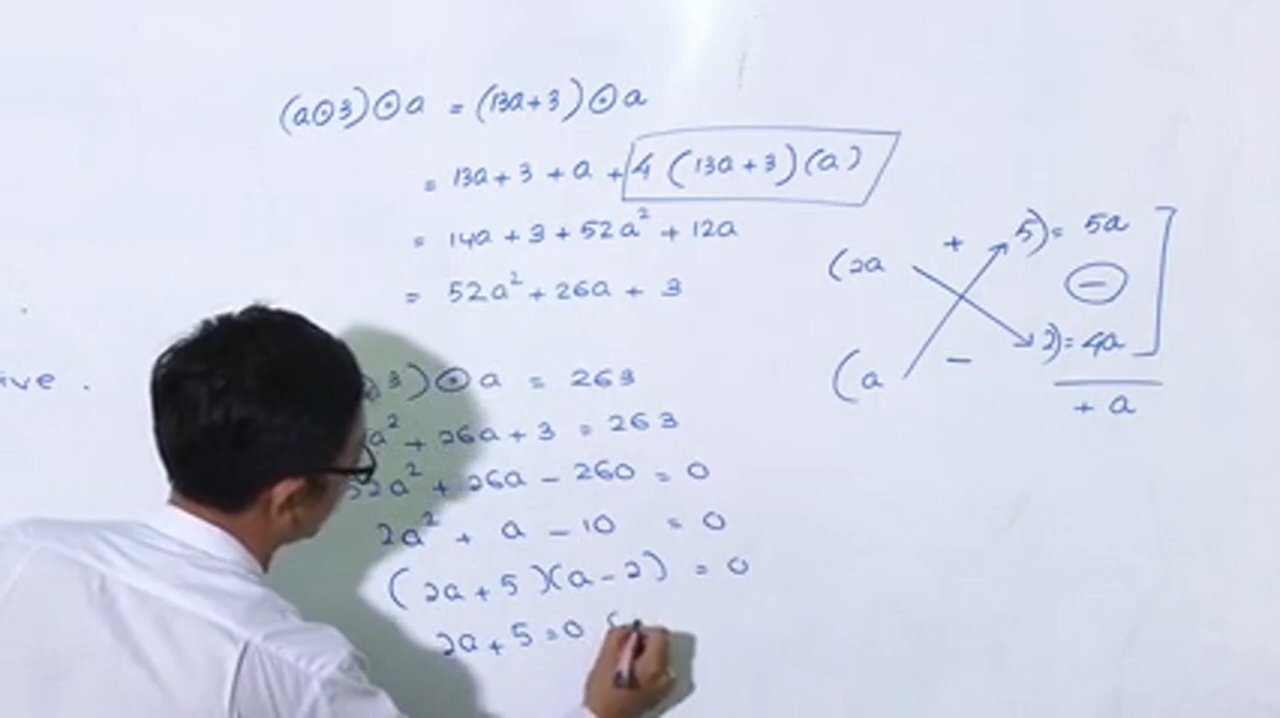 (a⊙3)⊙a = (13a+3)⊙a
= 13a + 3 + a + 4 (13a + 3)(a)
= 14a + 3 + 52a² + 12a
= 52a² + 26a + 3
(2a + 5) = 5a
−
(a − 2) = 4a
+ a
3)⊙a = 263
a² + 26a + 3 = 263
52a² + 26a − 260 = 0
2a² + a − 10 = 0
(2a + 5)(a − 2) = 0
2a + 5 = 0